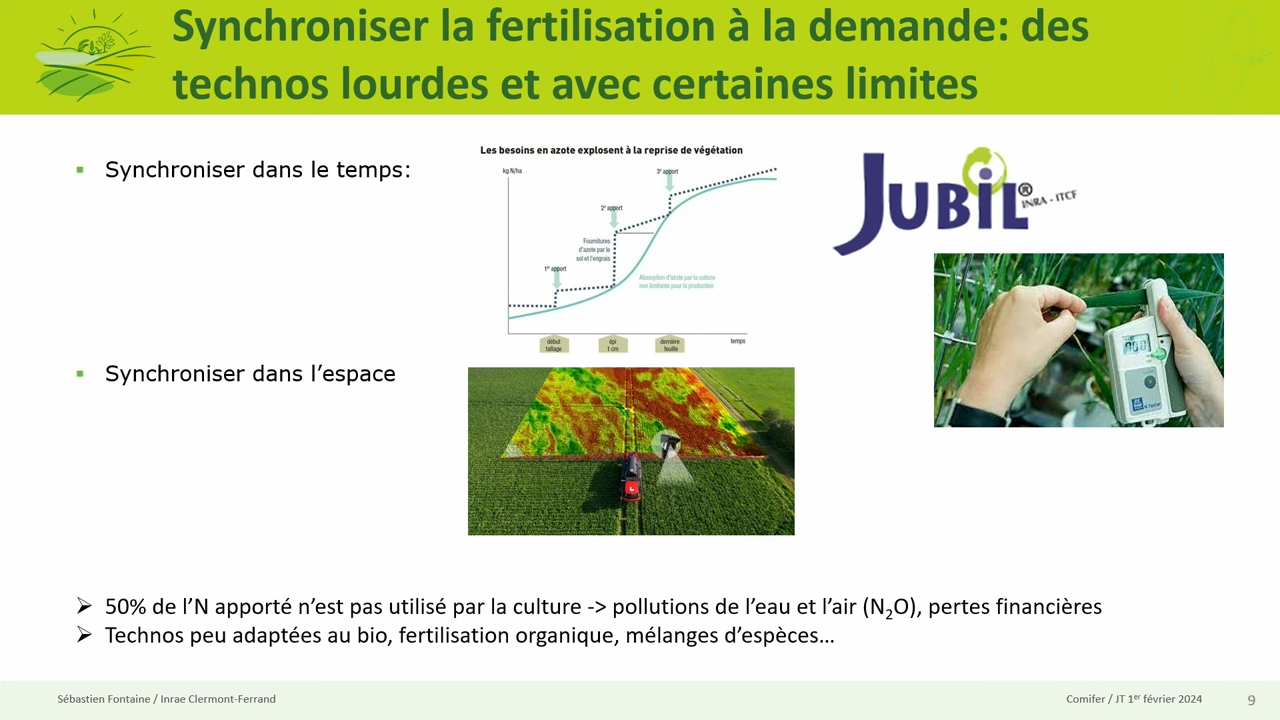 Synchroniser la fertilisation à la demande: des
technos lourdes et avec certaines limites
▪ Synchroniser dans le temps:
Les besoins en azote explosent à la reprise de végétation
kg N/ha
3e apport
2e apport
Fournitures
d'azote par le
sol et l'engrais
1er apport
Absorption d'azote par la culture
non limitante pour la production
début
tallage
épi
1 cm
dernière
feuille
temps
JUBIL®
INRA - ITCF
▪ Synchroniser dans l'espace
➢ 50% de l'N apporté n'est pas utilisé par la culture -> pollutions de l'eau et l'air (N2O), pertes financières
➢ Technos peu adaptées au bio, fertilisation organique, mélanges d'espèces…
Sébastien Fontaine / Inrae Clermont-Ferrand
Comifer / JT 1er février 2024
9